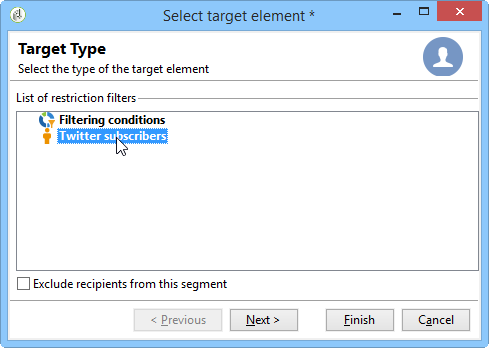 Select target element *
Target Type
Select the type of the target element
List of restriction filters
Filtering conditions
Twitter subscribers
Exclude recipients from this segment
< Previous
Next >
Finish
Cancel